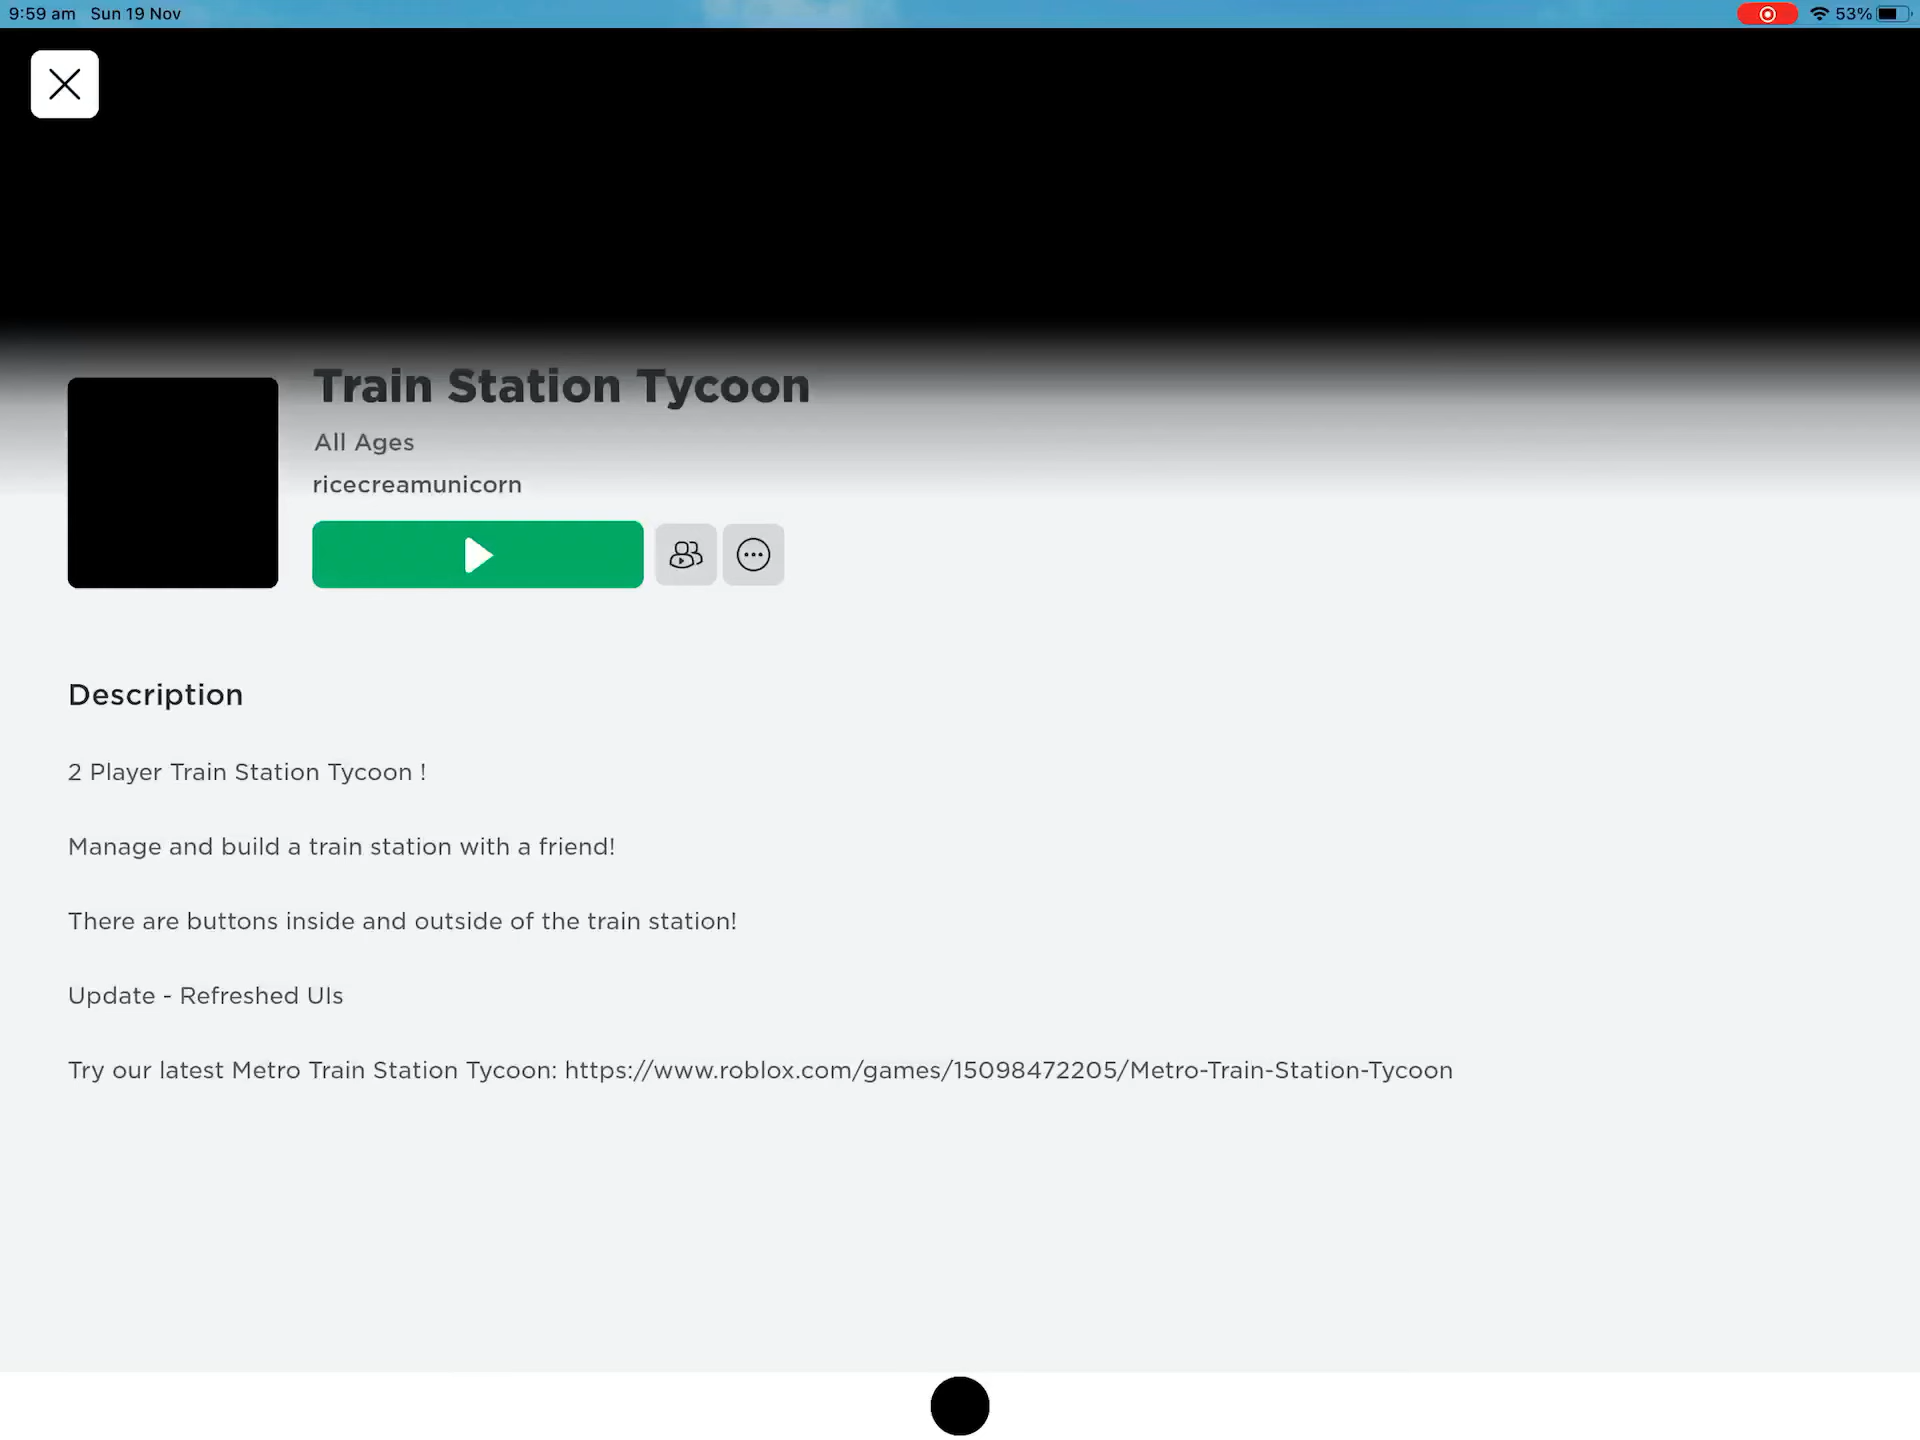 9:59 am Sun 19 Nov
53%
Train Station Tycoon
All Ages
ricecreamunicorn
Description
2 Player Train Station Tycoon !
Manage and build a train station with a friend!
There are buttons inside and outside of the train station!
Update - Refreshed UIs
Try our latest Metro Train Station Tycoon: https://www.roblox.com/games/15098472205/Metro-Train-Station-Tycoon